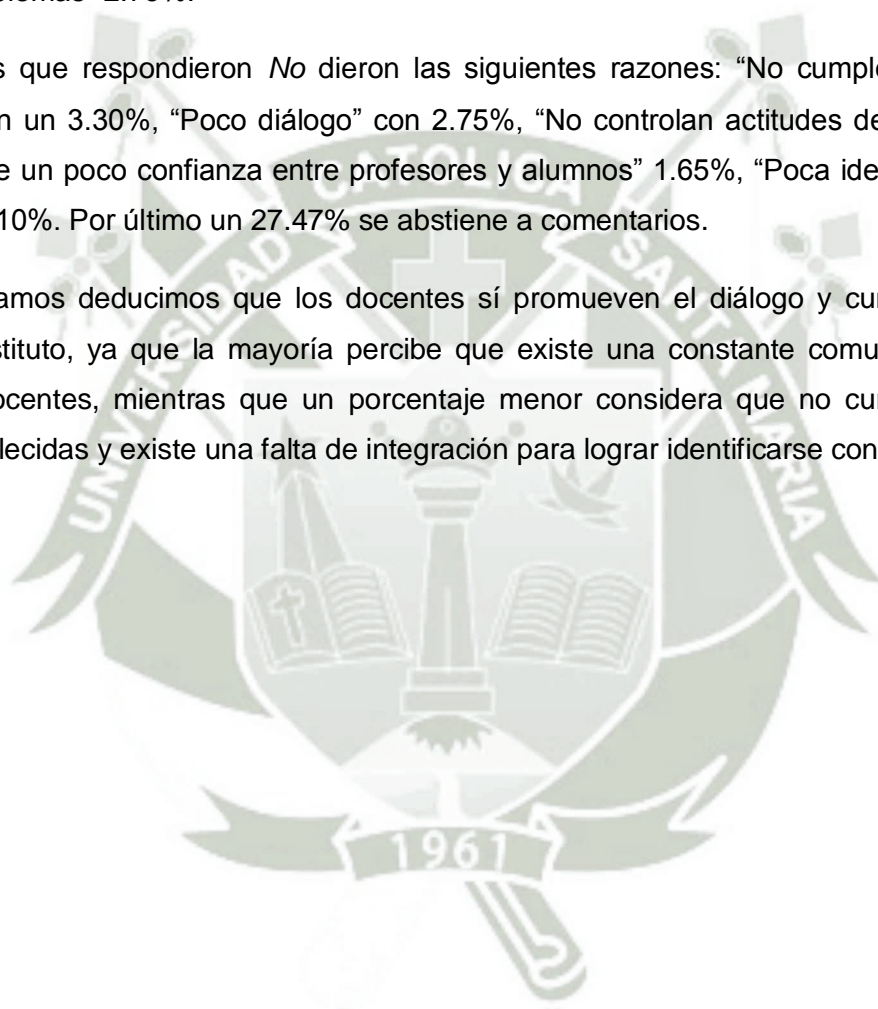 s que respondieron No dieron las siguientes razones: “No cumple
n un 3.30%, “Poco diálogo” con 2.75%, “No controlan actitudes de
e un poco confianza entre profesores y alumnos” 1.65%, “Poca ide
10%. Por último un 27.47% se abstiene a comentarios.
amos deducimos que los docentes sí promueven el diálogo y cu
stituto, ya que la mayoría percibe que existe una constante comu
ocentes, mientras que un porcentaje menor considera que no cu
lecidas y existe una falta de integración para lograr identificarse con
UNIVERSIDAD CATOLICA SANTA MARIA
1961